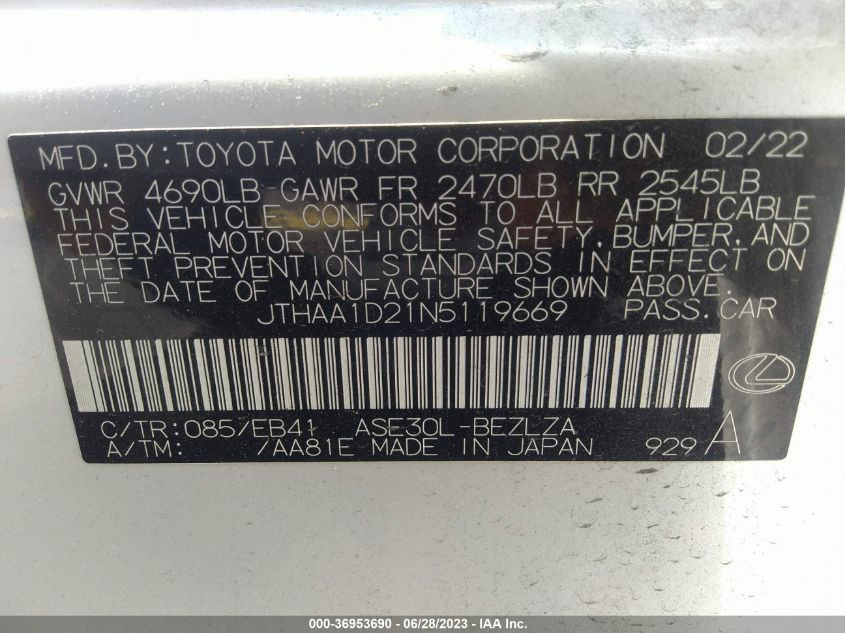 MFD.BY:TOYOTA MOTOR CORPORATION 02/22
GVWR 4690LB GAWR FR 2470LB RR 2545LB
THIS VEHICLE CONFORMS TO ALL APPLICABLE
FEDERAL MOTOR VEHICLE SAFETY,BUMPER,AND
THEFT PREVENTION STANDARDS IN EFFECT ON
THE DATE OF MANUFACTURE SHOWN ABOVE.
JTHAA1D21N5119669 PASS.CAR
C/TR:085/EB41 ASE30L-BEZLZA
A/TM: /AA81E MADE IN JAPAN 929 A
000-36953690 - 06/28/2023 - IAA Inc.